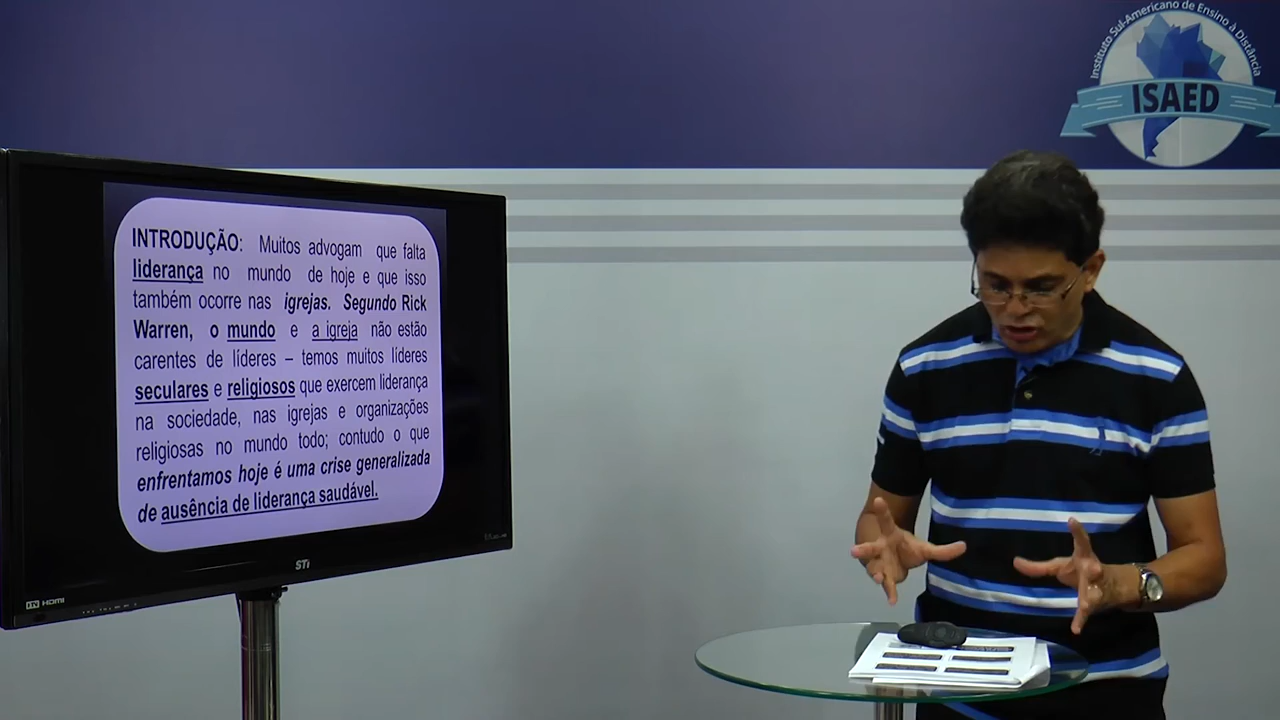 Instituto Sul-Americano de Ensino à Distância
ISAED
INTRODUÇÃO: Muitos advogam que falta
liderança no mundo de hoje e que isso
também ocorre nas igrejas. Segundo Rick
Warren, o mundo e a igreja não estão
carentes de líderes – temos muitos líderes
seculares e religiosos que exercem liderança
na sociedade, nas igrejas e organizações
religiosas no mundo todo; contudo o que
enfrentamos hoje é uma crise generalizada
de ausência de liderança saudável.
STi
HDMI